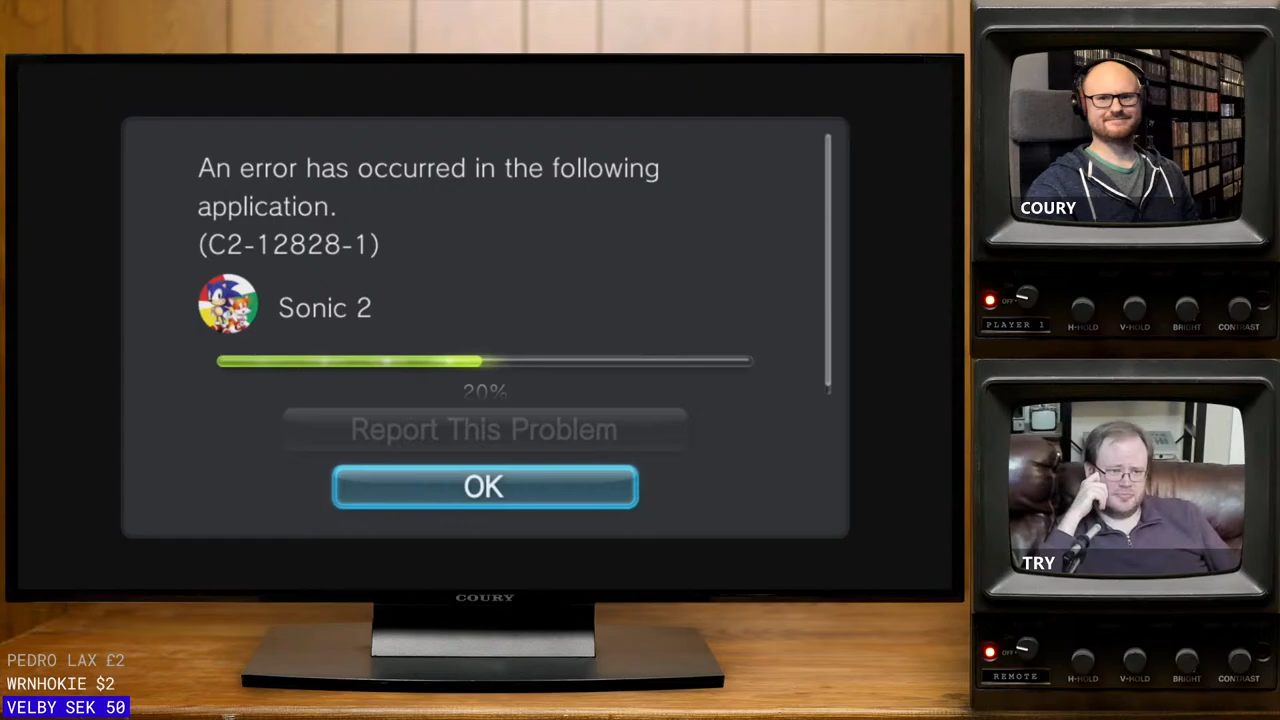 An error has occurred in the following
application.
(C2-12828-1)
Sonic 2
20%
Report This Problem
OK
COURY
PEDRO LAX £2
WRNHOKIE $2
VELBY SEK 50
COURY
OFF
PLAYER 1
H-HOLD
V-HOLD
BRIGHT
CONTRAST
TRY
OFF
REMOTE
H-HOLD
V-HOLD
BRIGHT
CONTRAST